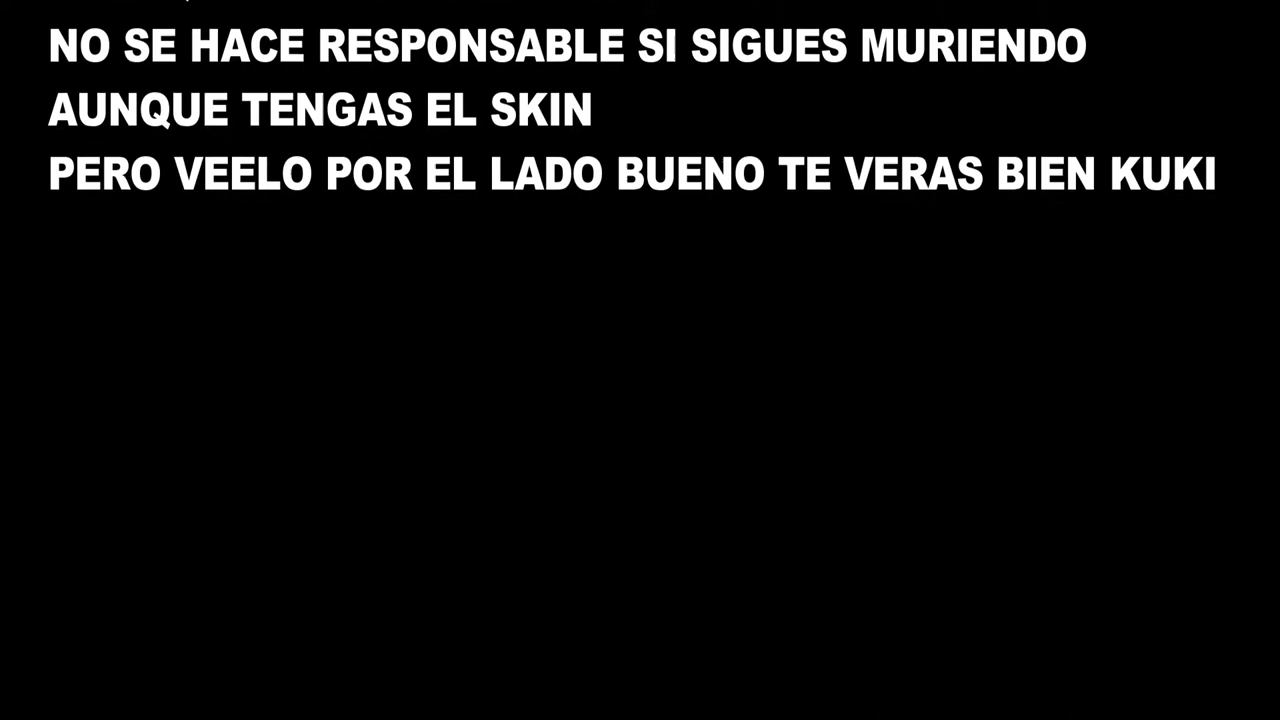 NO SE HACE RESPONSABLE SI SIGUES MURIENDO
AUNQUE TENGAS EL SKIN
PERO VEELO POR EL LADO BUENO TE VERAS BIEN KUKI